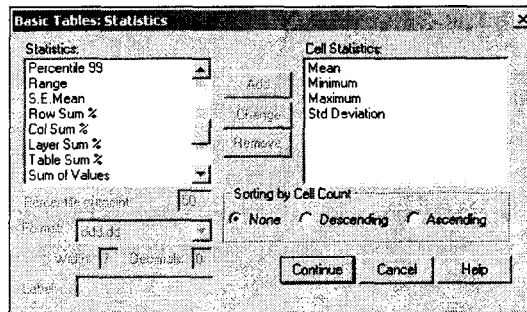 Basic Tables: Statistics
Statistics:
Percentile 99
Range
S.E.Mean
Row Sum %
Col Sum %
Layer Sum %
Table Sum %
Sum of Values
Add
Change
Remove
Cell Statistics:
Mean
Minimum
Maximum
Std Deviation
Percentile cutpoint: 50
Format: ddd.dd
Width: 7 Decimals: 0
Label:
Sorting by Cell Count
None Descending Ascending
Continue Cancel Help